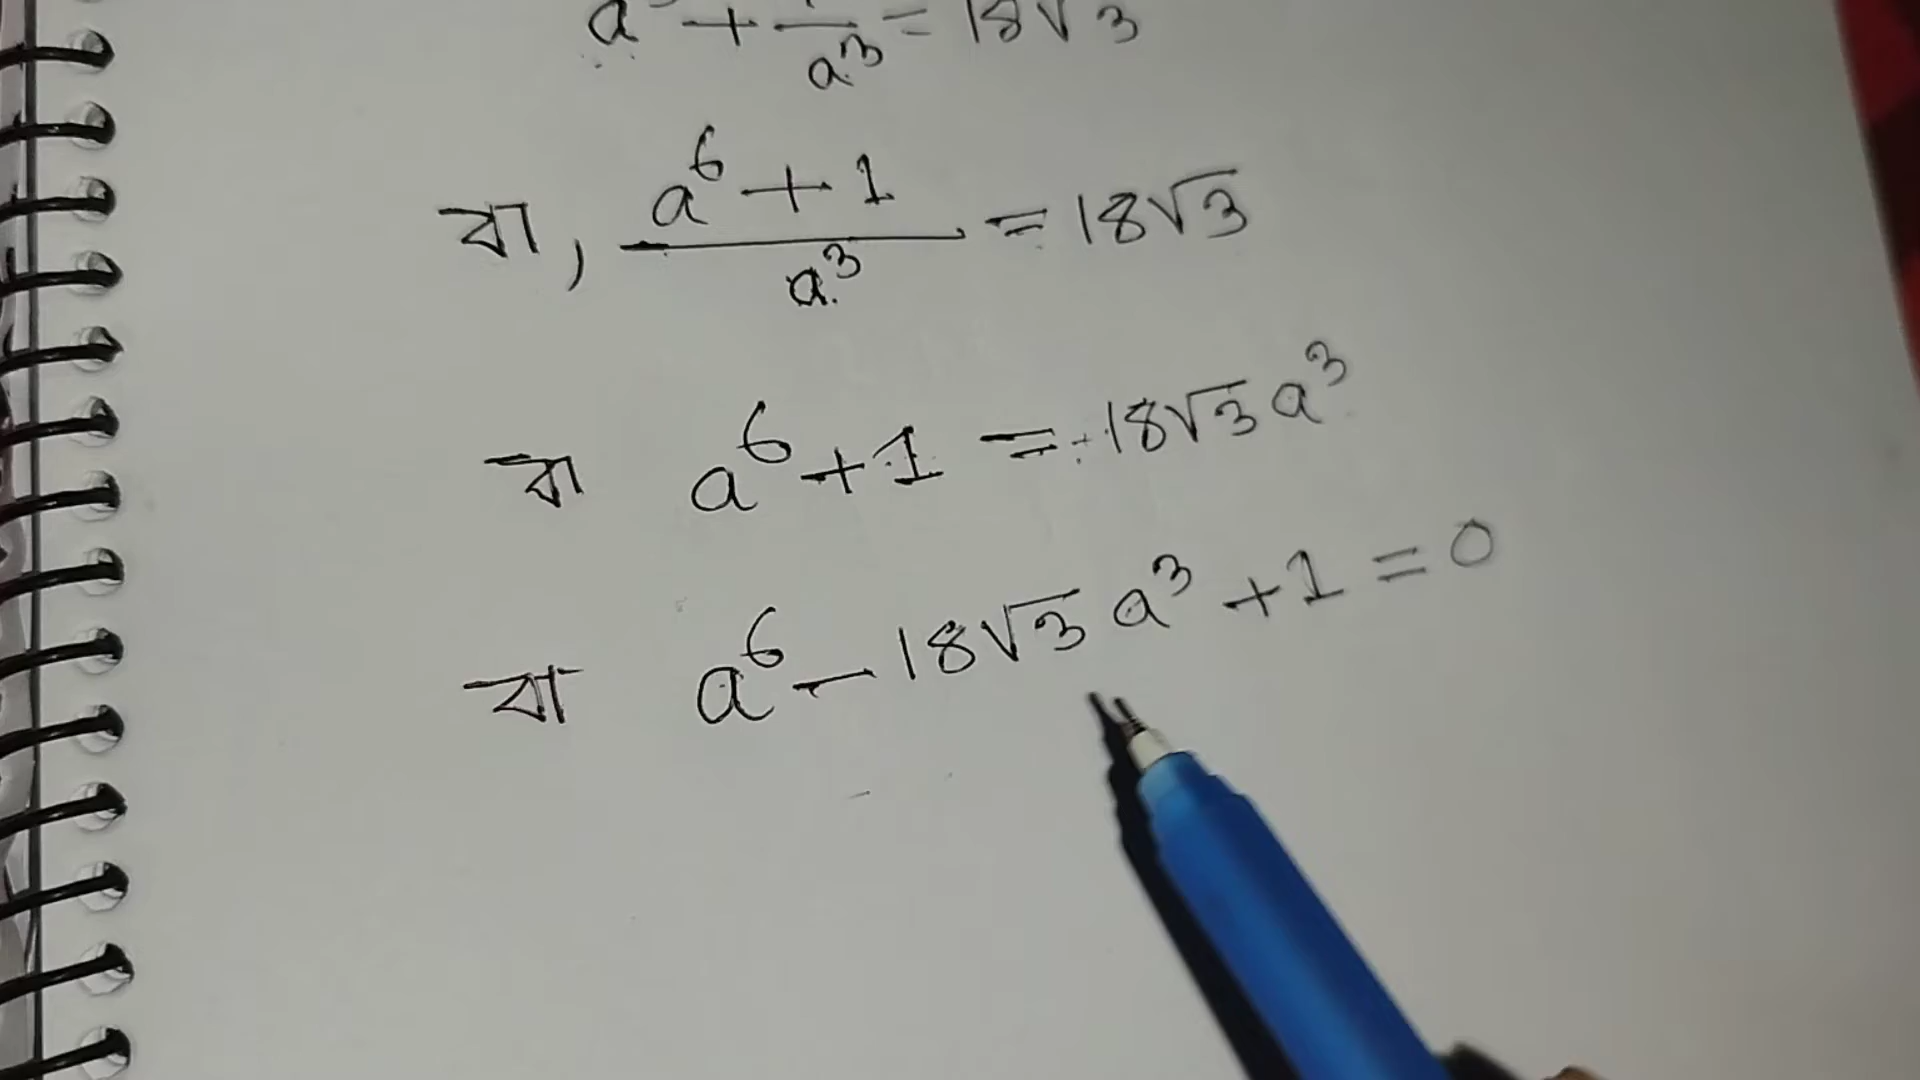 a³ + 1/a³ = 18√3
বা, (a⁶ + 1)/a³ = 18√3
বা a⁶ + 1 = 18√3 a³
বা a⁶ − 18√3 a³ + 1 = 0